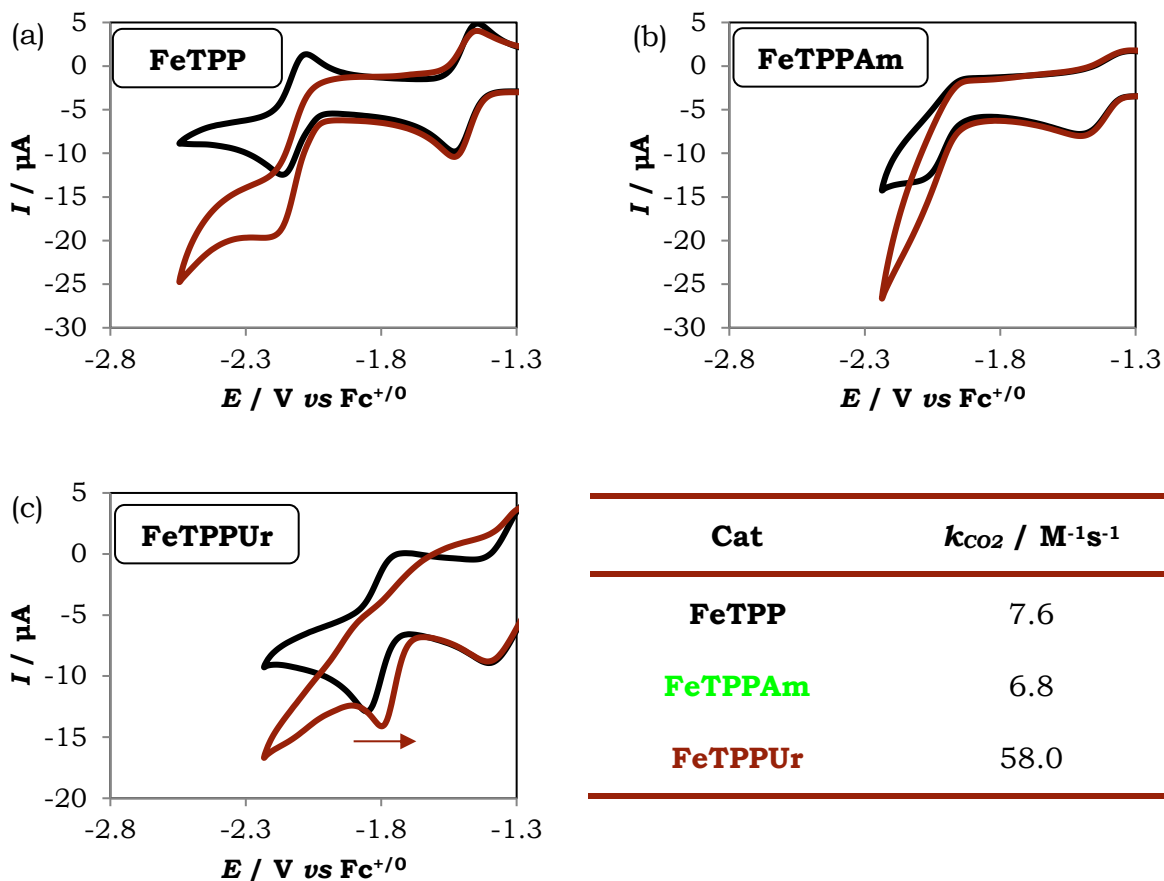 (a)
FeTPP
5
0
-5
-10
-15
-20
-25
-30
I / µA
-2.8 -2.3 -1.8 -1.3
E / V vs Fc⁺/⁰
(b)
FeTPPAm
5
0
-5
-10
-15
-20
-25
-30
I / µA
-2.8 -2.3 -1.8 -1.3
E / V vs Fc⁺/⁰
(c)
FeTPPUr
5
0
-5
-10
-15
-20
I / µA
-2.8 -2.3 -1.8 -1.3
E / V vs Fc⁺/⁰
Cat kCO2 / M-1s-1
FeTPP 7.6
FeTPPAm 6.8
FeTPPUr 58.0